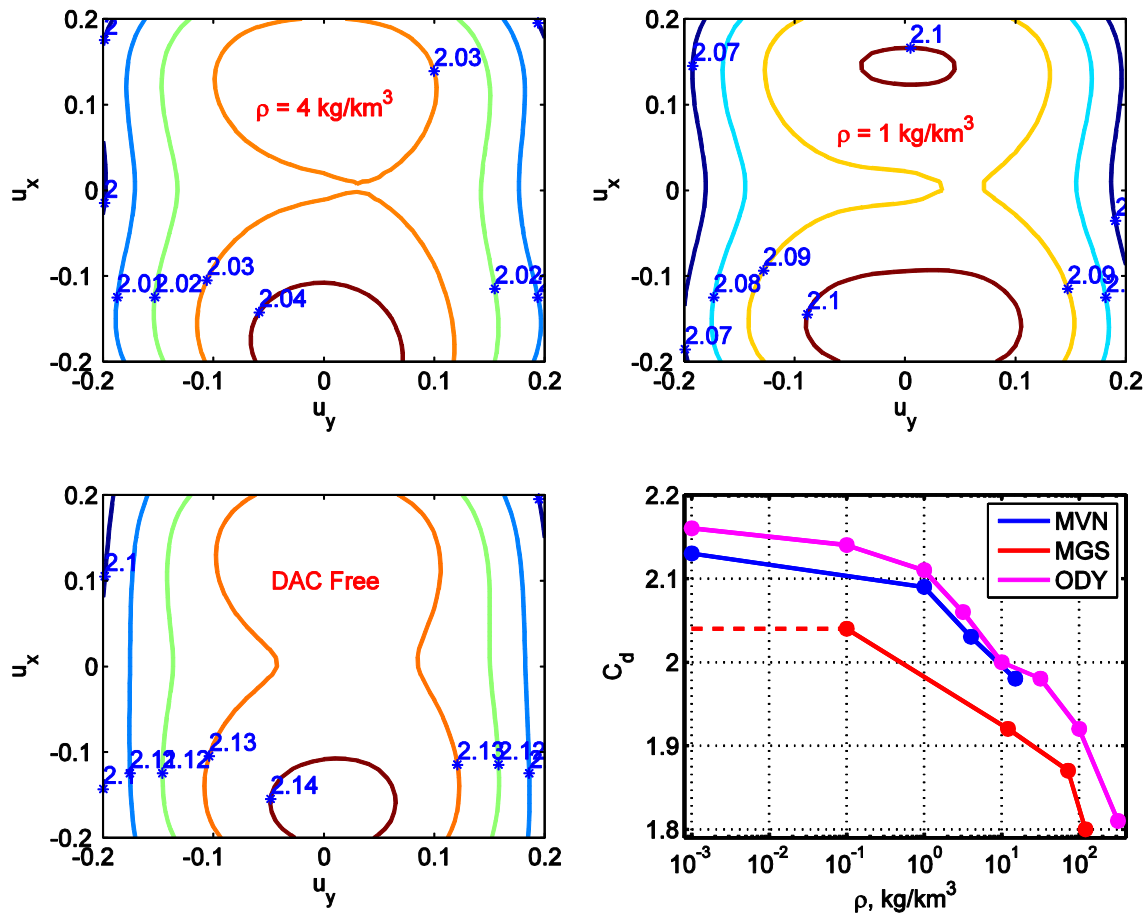 0.2
0.1
0
-0.1
-0.2
u_x
-0.2 -0.1 0 0.1 0.2
u_y
2
2.03
ρ = 4 kg/km³
2
2.01
2.02
2.03
2.04
2.02
2
0.2
0.1
0
-0.1
-0.2
u_x
-0.2 -0.1 0 0.1 0.2
u_y
2.07
2.1
ρ = 1 kg/km³
2.07
2.08
2.09
2.1
2.09
0.2
0.1
0
-0.1
-0.2
u_x
-0.2 -0.1 0 0.1 0.2
u_y
2.1
DAC Free
2.1
2.12
2.13
2.14
2.13
2.12
2.2
2.1
2
1.9
1.8
C_d
10⁻³ 10⁻² 10⁻¹ 10⁰ 10¹ 10²
ρ, kg/km³
MVN
MGS
ODY